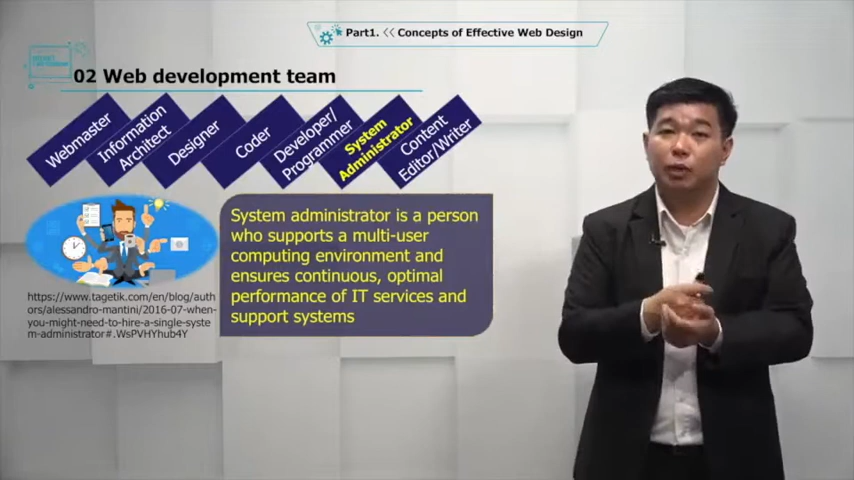 Part1. << Concepts of Effective Web Design
02 Web development team
Webmaster
Information
Architect
Designer
Coder
Developer/
Programmer
System
Administrator
Content
Editor/Writer
System administrator is a person
who supports a multi-user
computing environment and
ensures continuous, optimal
performance of IT services and
support systems
https://www.tagetik.com/en/blog/auth
ors/alessandro-mantini/2016-07-when-
you-might-need-to-hire-a-single-syste
m-administrator#.WsPVHYhub4Y